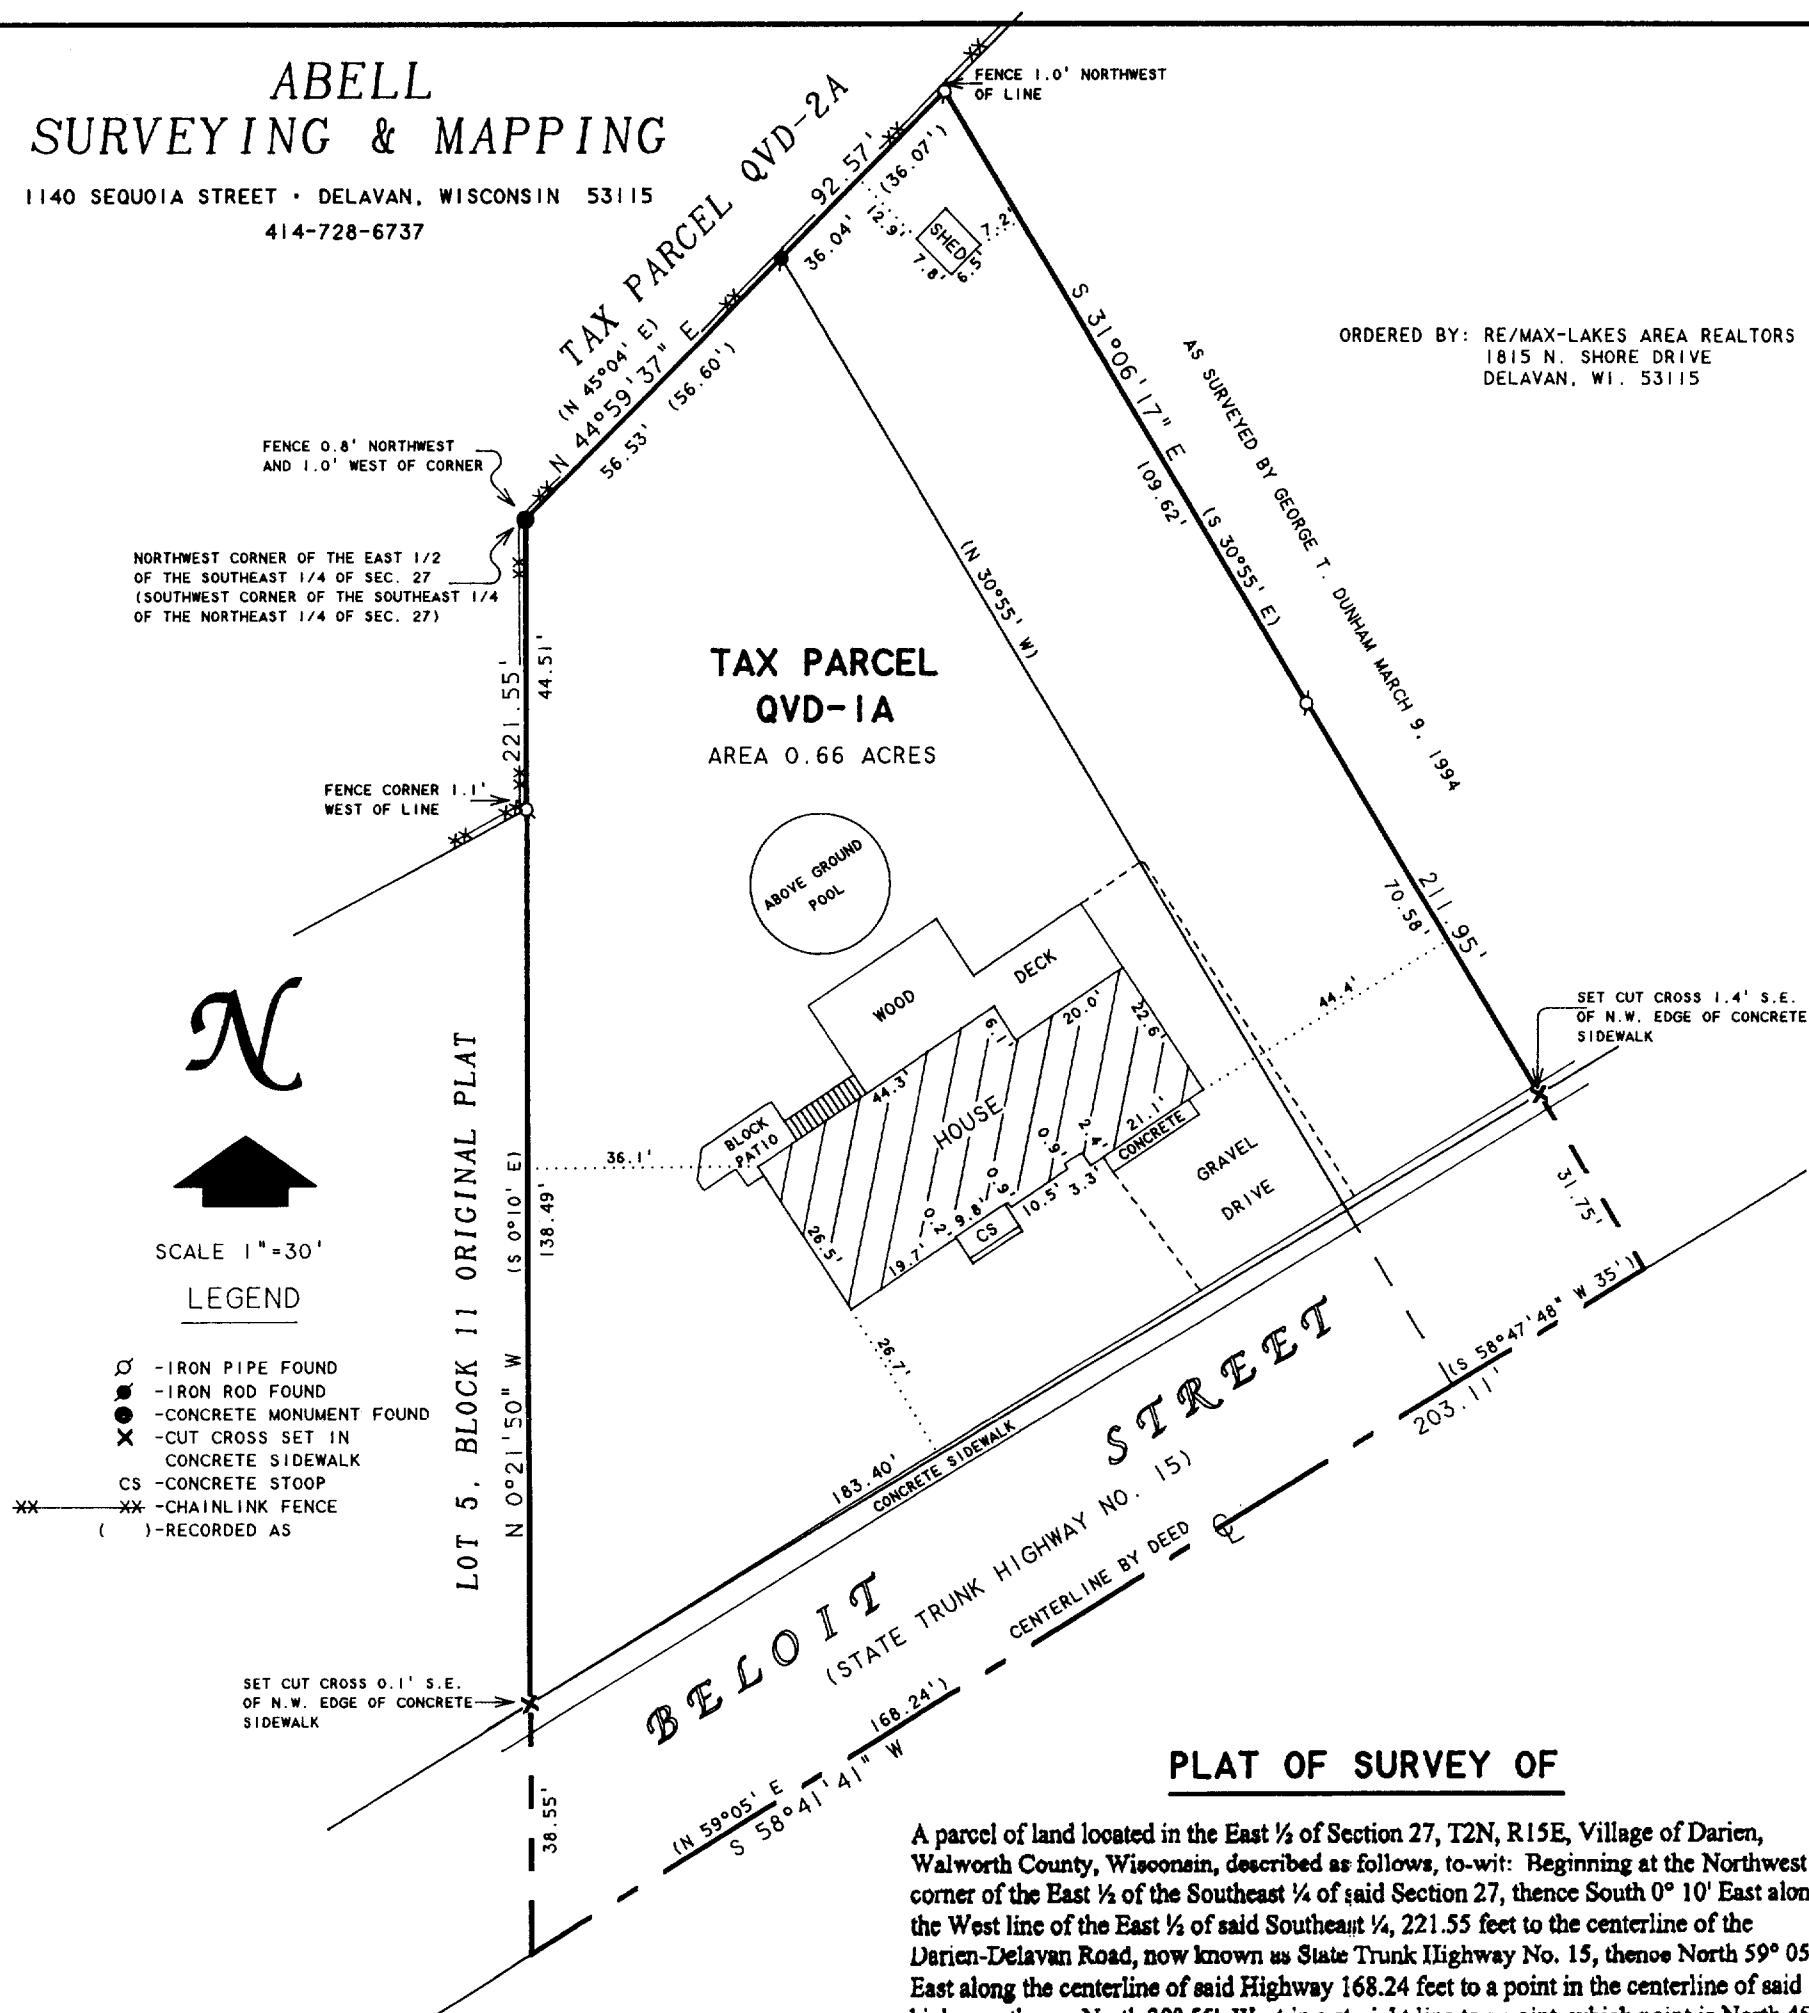 ABELL
SURVEYING & MAPPING
1140 SEQUOIA STREET • DELAVAN, WISCONSIN 53115
414-728-6737
FENCE 1.0' NORTHWEST
OF LINE
TAX PARCEL QVD-2A
92.57'
(36.07')
36.04'
12.9'
SHED
7.2'
7.8'
6.5'
(N 45°04' E)
N 44°59'37" E
(56.60')
56.53'
S 31°06'17" E
109.62'
(S 30°55' E)
AS SURVEYED BY GEORGE T. DUNHAM MARCH 9, 1994
ORDERED BY: RE/MAX-LAKES AREA REALTORS
1815 N. SHORE DRIVE
DELAVAN, WI. 53115
FENCE 0.8' NORTHWEST
AND 1.0' WEST OF CORNER
NORTHWEST CORNER OF THE EAST 1/2
OF THE SOUTHEAST 1/4 OF SEC. 27
(SOUTHWEST CORNER OF THE SOUTHEAST 1/4
OF THE NORTHEAST 1/4 OF SEC. 27)
221.55'
44.51'
(N 30°55' W)
TAX PARCEL
QVD-1A
AREA 0.66 ACRES
FENCE CORNER 1.1'
WEST OF LINE
ABOVE GROUND
POOL
WOOD
DECK
211.95'
70.58'
44.4'
SET CUT CROSS 1.4' S.E.
OF N.W. EDGE OF CONCRETE
SIDEWALK
N
SCALE 1"=30'
LOT 5, BLOCK 11 ORIGINAL PLAT
(S 0°10' E)
138.49'
N 0°21'50" W
36.1'
BLOCK
PATIO
HOUSE
44.3'
6.1'
20.0'
22.6'
21.1'
2.4'
0.9'
3.3'
10.5'
0.9'
9.8'
0.2'
19.7'
26.5'
CS
CONCRETE
GRAVEL
DRIVE
26.7'
31.75'
LEGEND
-IRON PIPE FOUND
-IRON ROD FOUND
-CONCRETE MONUMENT FOUND
-CUT CROSS SET IN
CONCRETE SIDEWALK
CS -CONCRETE STOOP
XX XX -CHAINLINK FENCE
( )-RECORDED AS
183.40'
CONCRETE SIDEWALK
BELOIT STREET
(STATE TRUNK HIGHWAY NO. 15)
CENTERLINE BY DEED
(S 58°47'48" W 35')
203.11'
(N 59°05' E 168.24')
S 58°41'41" W
SET CUT CROSS 0.1' S.E.
OF N.W. EDGE OF CONCRETE
SIDEWALK
38.55'
PLAT OF SURVEY OF
A parcel of land located in the East ½ of Section 27, T2N, R15E, Village of Darien,
Walworth County, Wisconsin, described as follows, to-wit: Beginning at the Northwest
corner of the East ½ of the Southeast ¼ of said Section 27, thence South 0° 10' East alon
the West line of the East ½ of said Southeast ¼, 221.55 feet to the centerline of the
Darien-Delavan Road, now known as State Trunk Highway No. 15, thence North 59° 05
East along the centerline of said Highway 168.24 feet to a point in the centerline of said